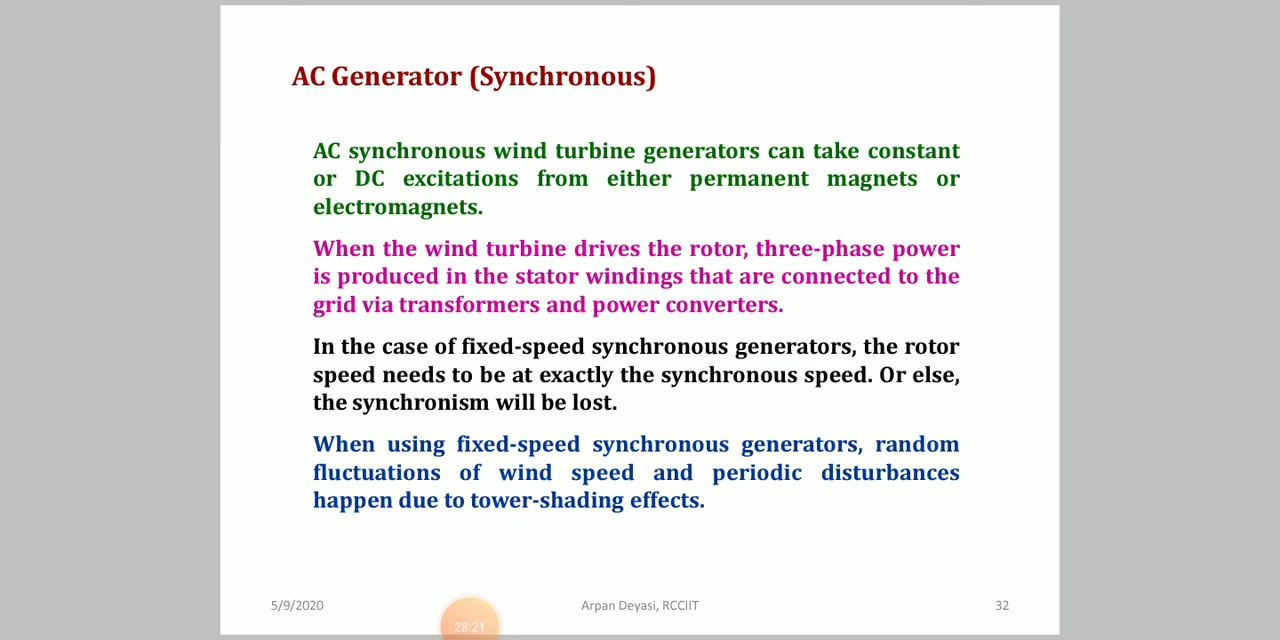 AC Generator (Synchronous)
AC synchronous wind turbine generators can take constant
or DC excitations from either permanent magnets or
electromagnets.
When the wind turbine drives the rotor, three-phase power
is produced in the stator windings that are connected to the
grid via transformers and power converters.
In the case of fixed-speed synchronous generators, the rotor
speed needs to be at exactly the synchronous speed. Or else,
the synchronism will be lost.
When using fixed-speed synchronous generators, random
fluctuations of wind speed and periodic disturbances
happen due to tower-shading effects.
5/9/2020 Arpan Deyasi, RCCIIT 32
28:21